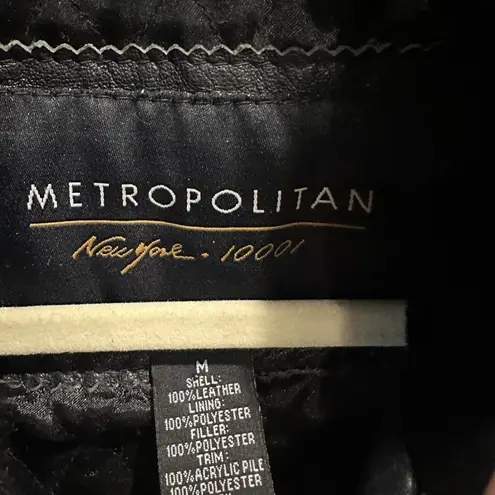 METROPOLITAN
New York . 10001
M
SHELL:
100%LEATHER
LINING:
100%POLYESTER
FILLER:
100%POLYESTER
TRIM:
100%ACRYLIC PILE
100%POLYESTER